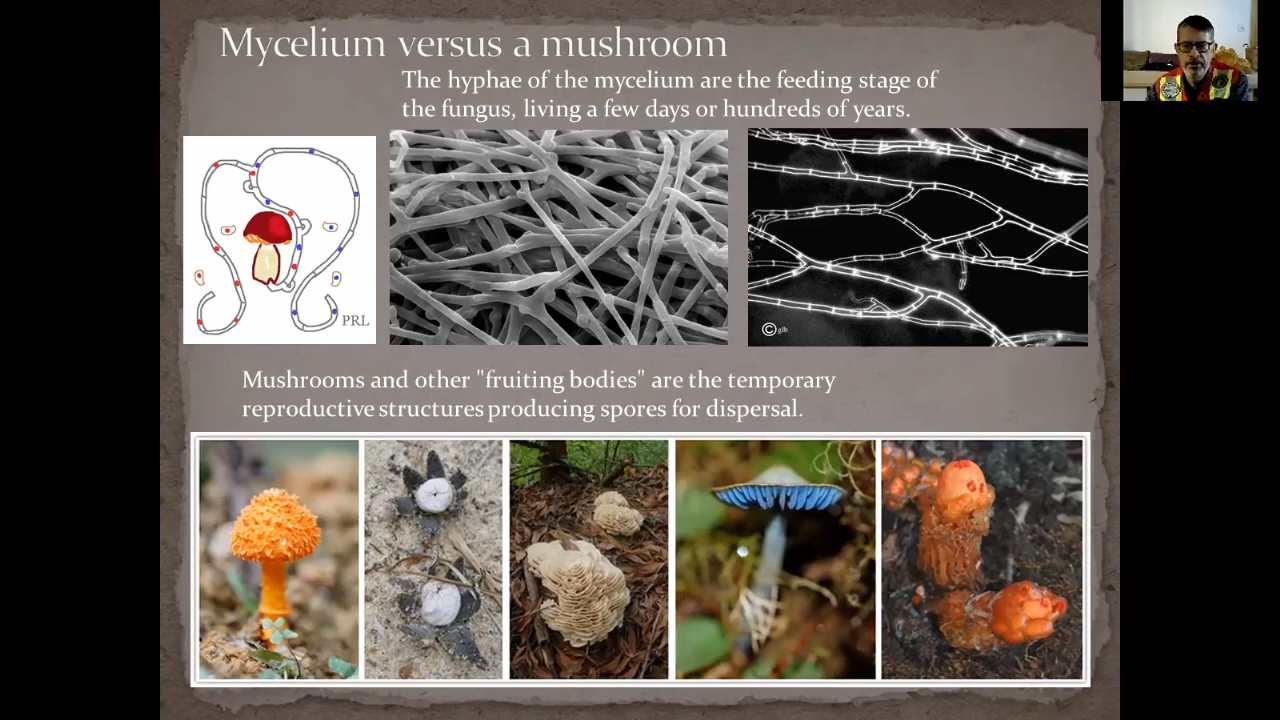 Mycelium versus a mushroom
The hyphae of the mycelium are the feeding stage of
the fungus, living a few days or hundreds of years.
PRL
© glb
Mushrooms and other "fruiting bodies" are the temporary
reproductive structures producing spores for dispersal.